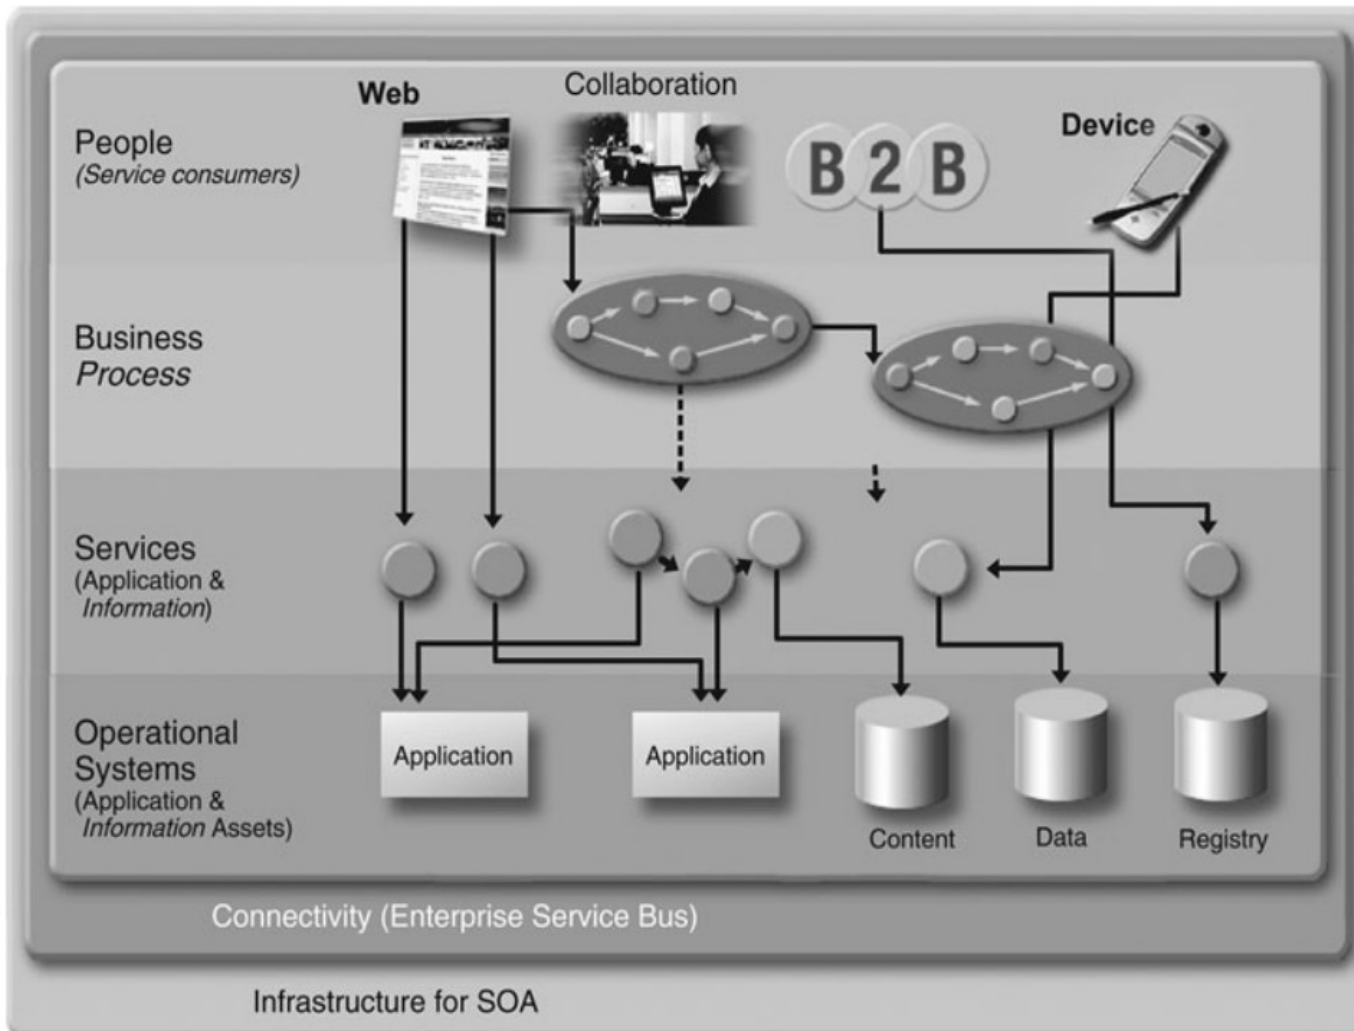 Web
Collaboration
Device
People
(Service consumers)
B2B
Business
Process
Services
(Application &
Information)
Operational
Systems
(Application &
Information Assets)
Application
Application
Content
Data
Registry
Connectivity (Enterprise Service Bus)
Infrastructure for SOA